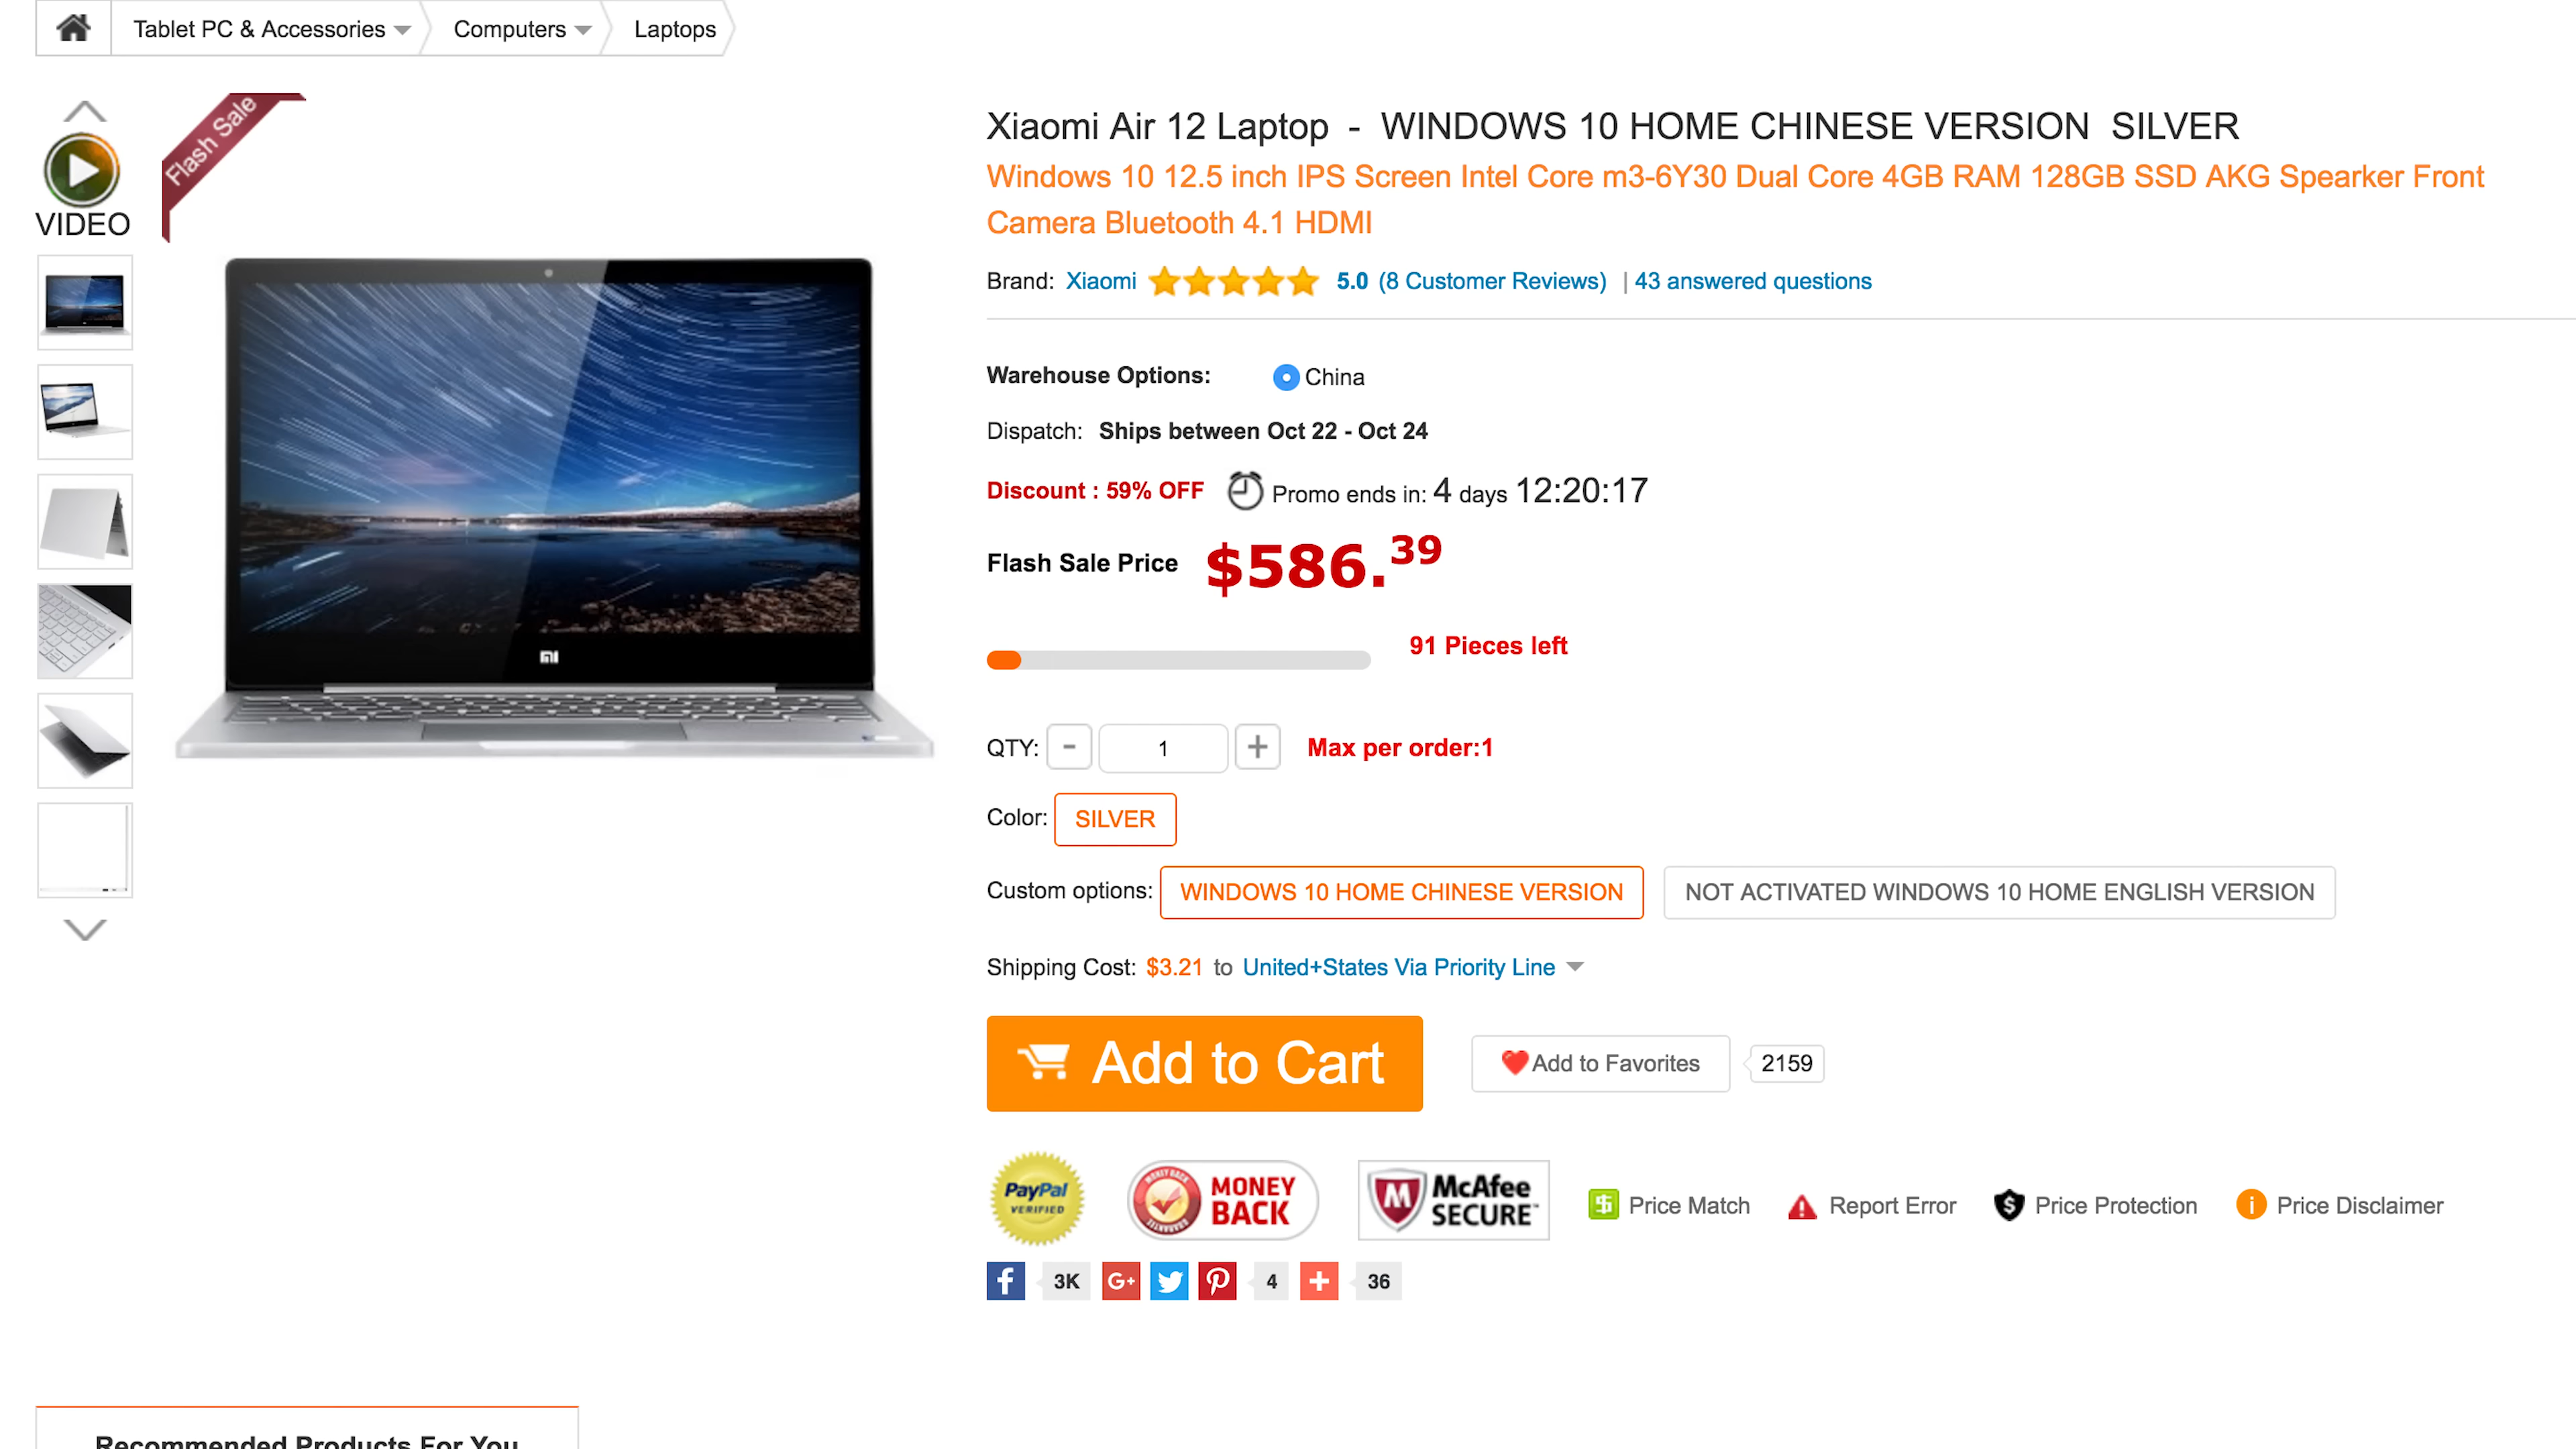 Tablet PC & Accessories
Computers
Laptops
Flash Sale
VIDEO
Xiaomi Air 12 Laptop - WINDOWS 10 HOME CHINESE VERSION SILVER
Windows 10 12.5 inch IPS Screen Intel Core m3-6Y30 Dual Core 4GB RAM 128GB SSD AKG Spearker Front
Camera Bluetooth 4.1 HDMI
Brand: Xiaomi 5.0 (8 Customer Reviews) | 43 answered questions
Warehouse Options: China
Dispatch: Ships between Oct 22 - Oct 24
Discount : 59% OFF Promo ends in: 4 days 12:20:17
Flash Sale Price $586.39
91 Pieces left
QTY: - 1 + Max per order:1
Color: SILVER
Custom options: WINDOWS 10 HOME CHINESE VERSION NOT ACTIVATED WINDOWS 10 HOME ENGLISH VERSION
Shipping Cost: $3.21 to United+States Via Priority Line
Add to Cart
Add to Favorites 2159
PayPal
VERIFIED
MONEY
BACK
McAfee
SECURE
Price Match
Report Error
Price Protection
Price Disclaimer
3K G+ 4 + 36
Recommended Products For You